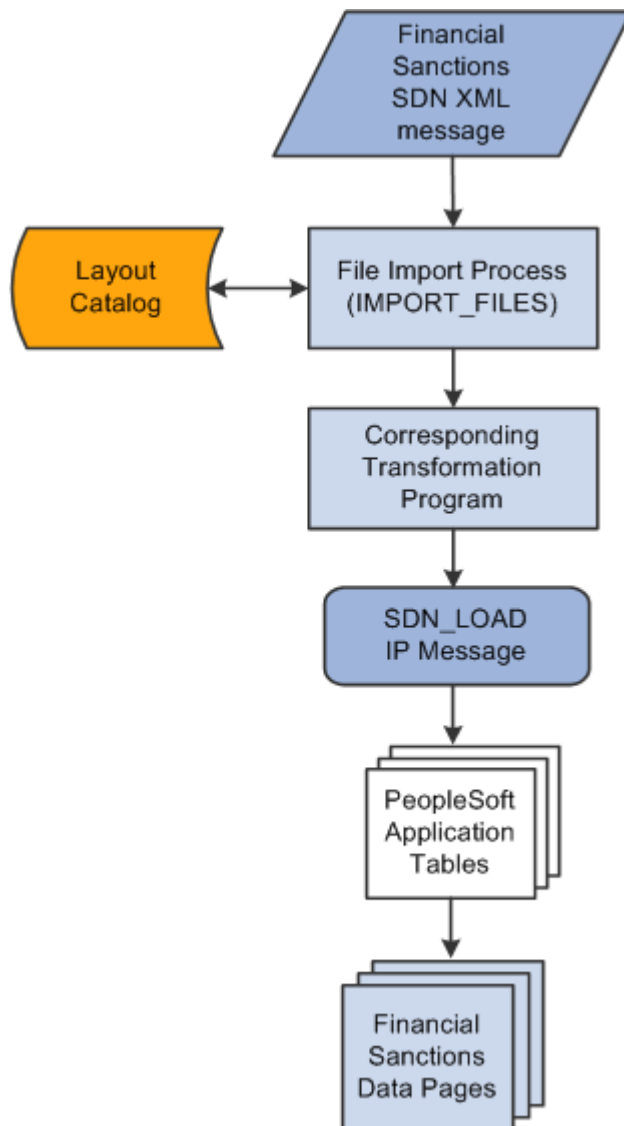 Financial
Sanctions
SDN XML
message
Layout
Catalog
File Import Process
(IMPORT_FILES)
Corresponding
Transformation
Program
SDN_LOAD
IP Message
PeopleSoft
Application
Tables
Financial
Sanctions
Data Pages